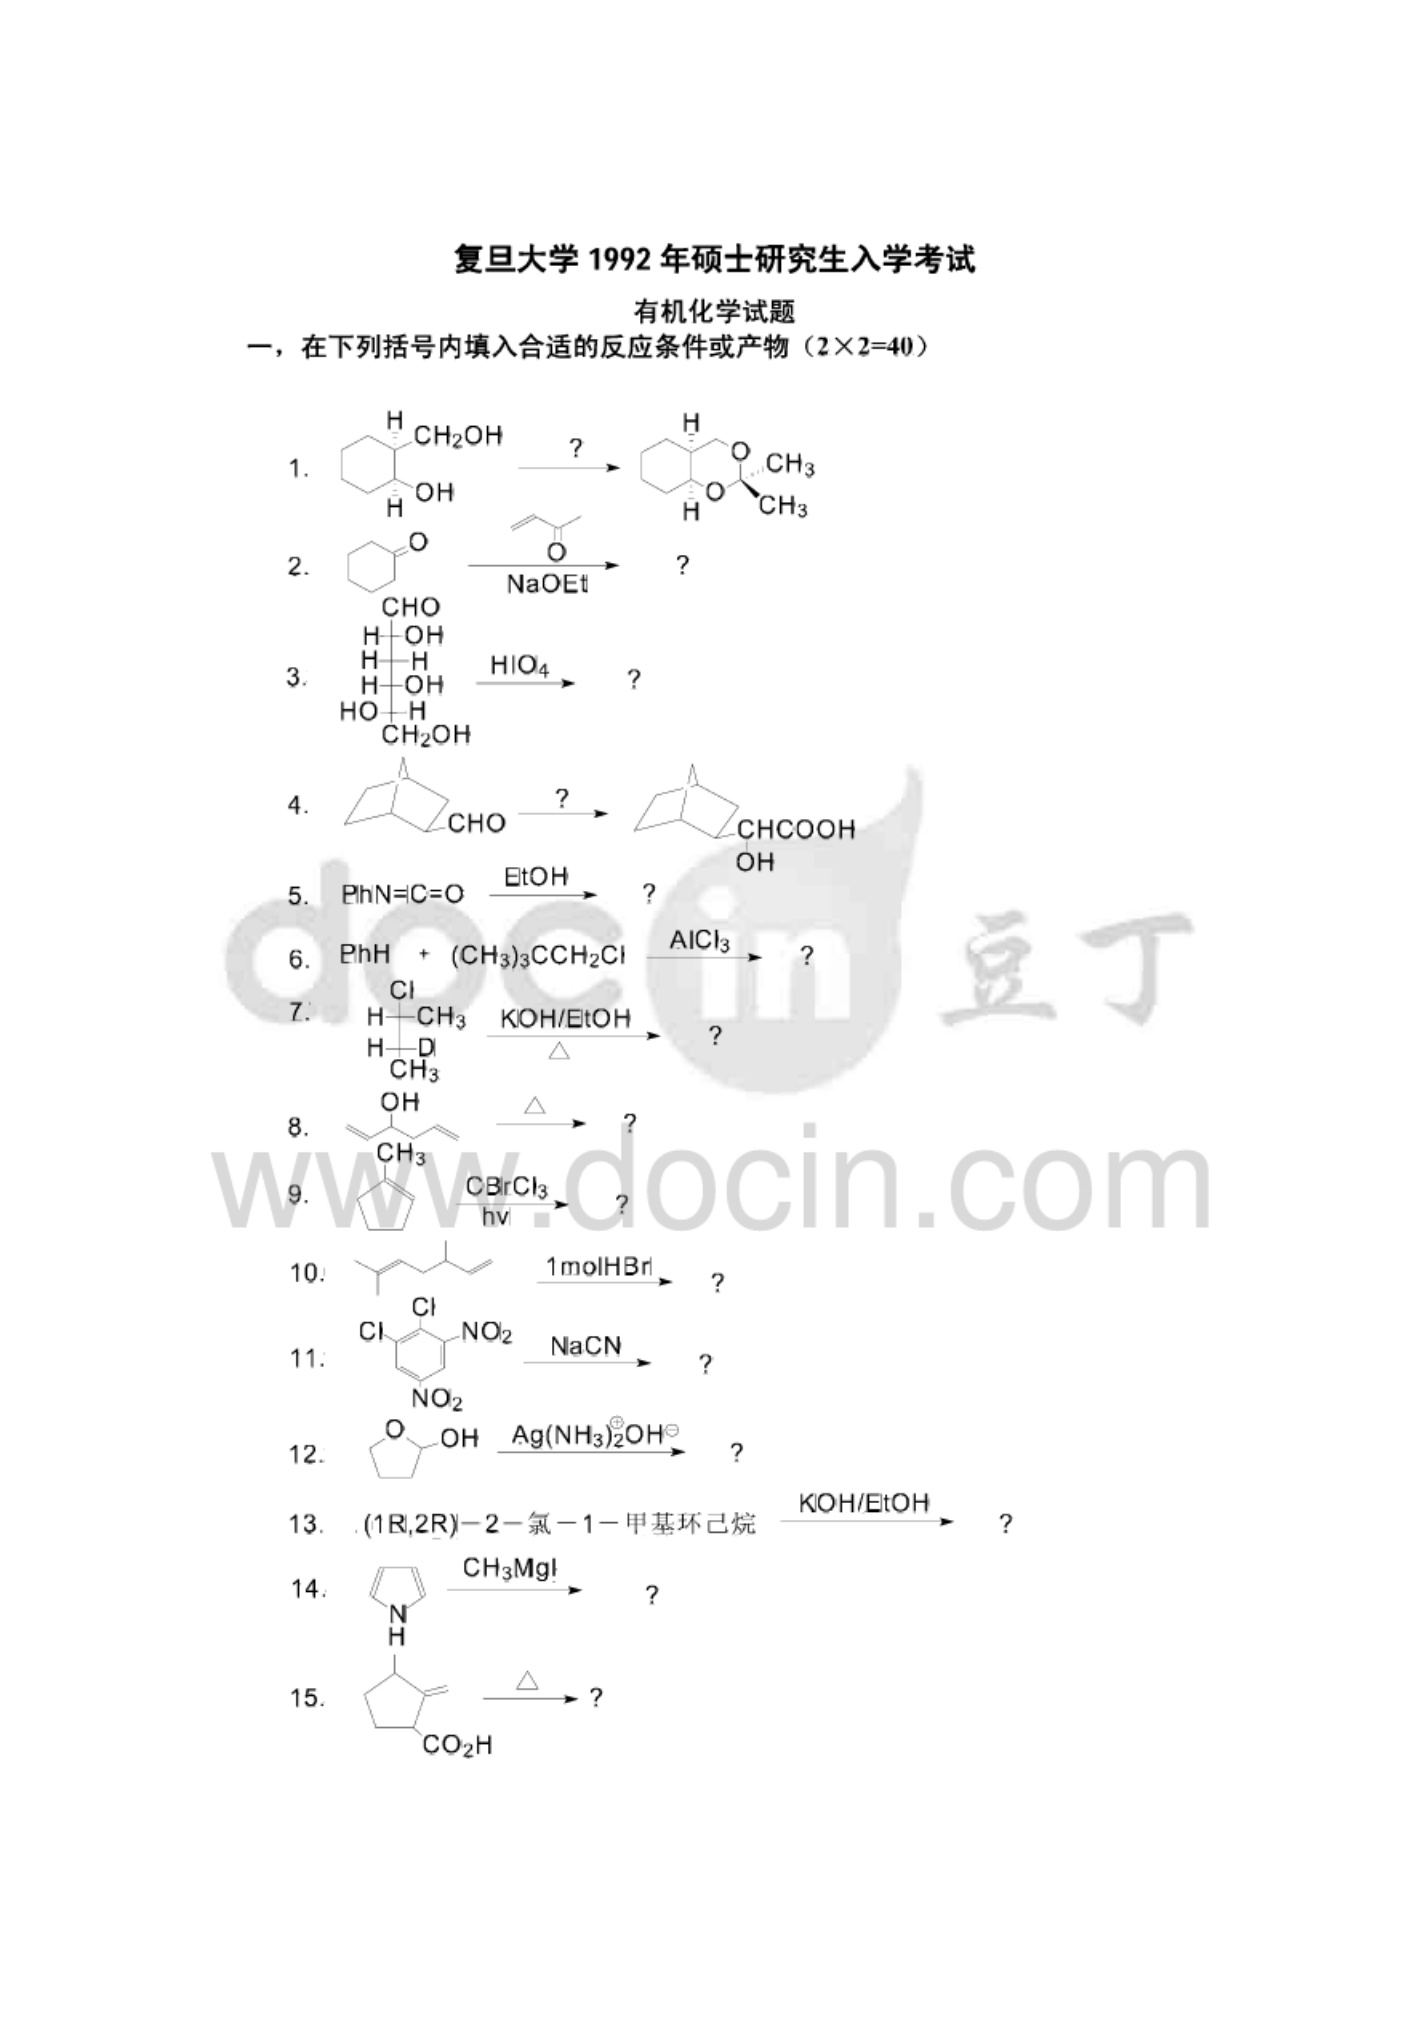 复旦大学 1992 年硕士研究生入学考试
有机化学试题
一，在下列括号内填入合适的反应条件或产物（2×2=40）
1. H CH2OH OH H ? H O CH3 O CH3 H
2. O O NaOEt ?
3. CHO H OH H H H OH HO H CH2OH HIO4 ?
4. CHO ? CHCOOH OH
5. PhN=C=O EtOH ?
6. PhH + (CH3)3CCH2Cl AlCl3 ?
7. Cl H CH3 H D CH3 KOH/EtOH △ ?
8. OH △ ?
9. CH3 CBrCl3 hv ?
10. 1molHBr ?
11. Cl Cl NO2 NO2 NaCN ?
12. O OH Ag(NH3)2⊕OH⊖ ?
13. (1R,2R)－2－氯－1－甲基环己烷 KOH/EtOH ?
14. N H CH3MgI ?
15. CO2H △ ?
docin 豆丁
www.docin.com